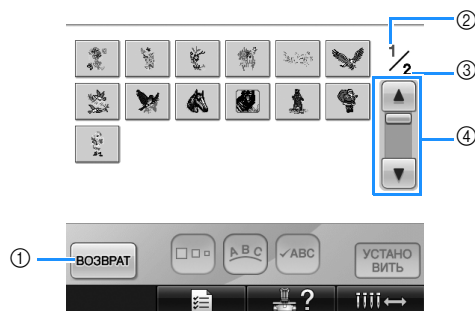 ②
1/2
③
④
①
ВОЗВРАТ
ABC
✓ABC
УСТАНО
ВИТЬ
?